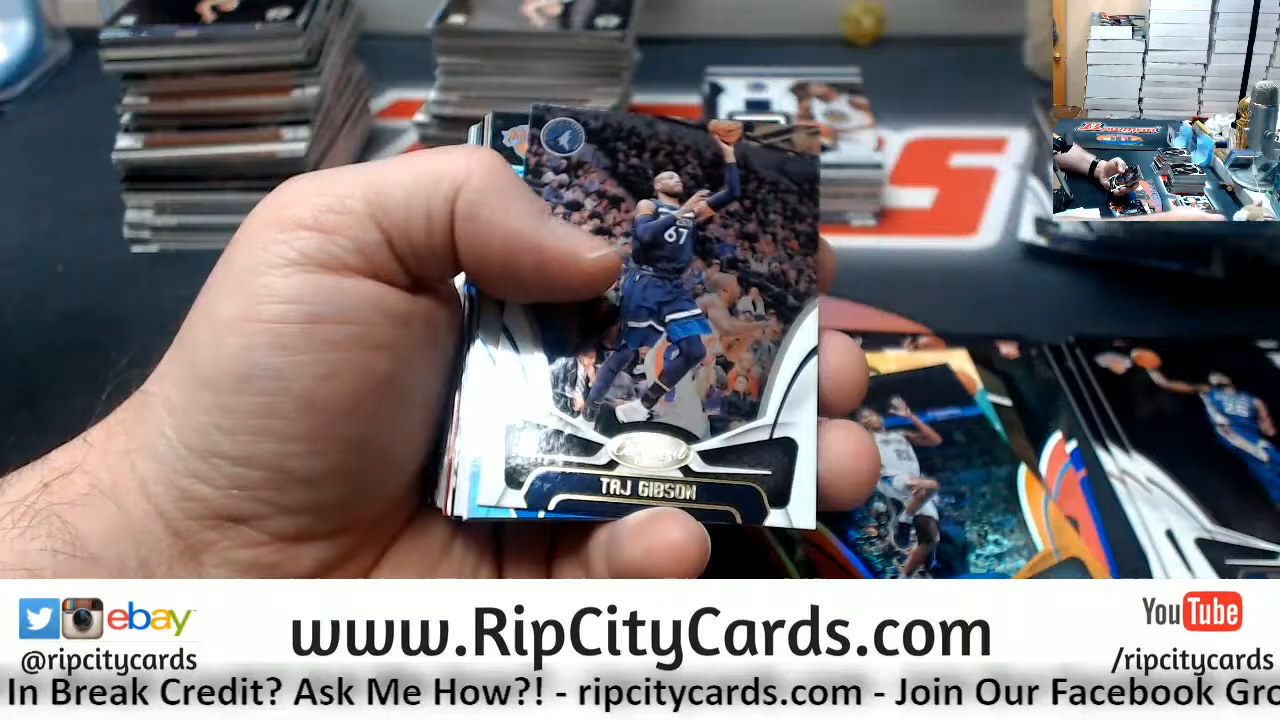 67
Certified
TAJ GIBSON
ebay
@ripcitycards
www.RipCityCards.com
YouTube
/ripcitycards
In Break Credit? Ask Me How?! - ripcitycards.com - Join Our Facebook Gro